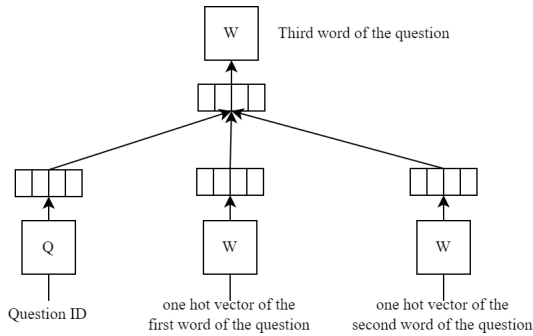 W
Third word of the question
Q
W
W
Question ID
one hot vector of the
first word of the question
one hot vector of the
second word of the question